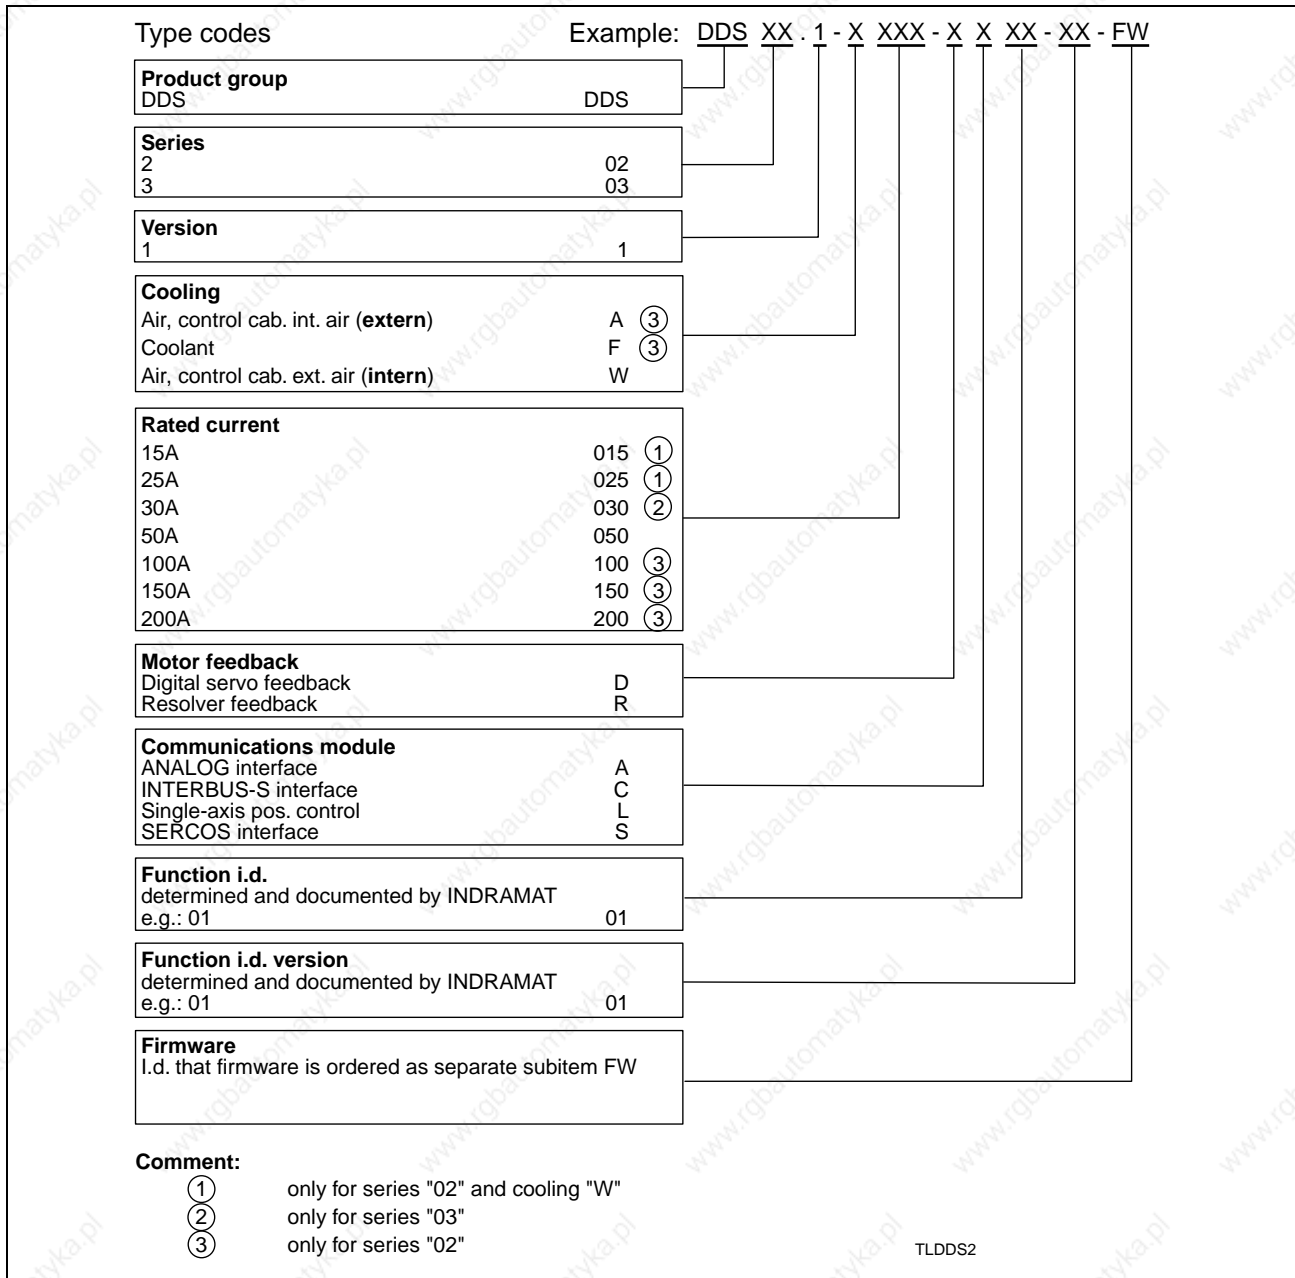 Type codes Example: DDS XX . 1 - X XXX - X X XX - XX - FW
Product group
DDS DDS
Series
2 02
3 03
Version
1 1
Cooling
Air, control cab. int. air (extern) A 3
Coolant F 3
Air, control cab. ext. air (intern) W
Rated current
15A 015 1
25A 025 1
30A 030 2
50A 050
100A 100 3
150A 150 3
200A 200 3
Motor feedback
Digital servo feedback D
Resolver feedback R
Communications module
ANALOG interface A
INTERBUS-S interface C
Single-axis pos. control L
SERCOS interface S
Function i.d.
determined and documented by INDRAMAT
e.g.: 01 01
Function i.d. version
determined and documented by INDRAMAT
e.g.: 01 01
Firmware
I.d. that firmware is ordered as separate subitem FW
Comment:
1 only for series "02" and cooling "W"
2 only for series "03"
3 only for series "02"
TLDDS2
www.rgbautomatyka.pl